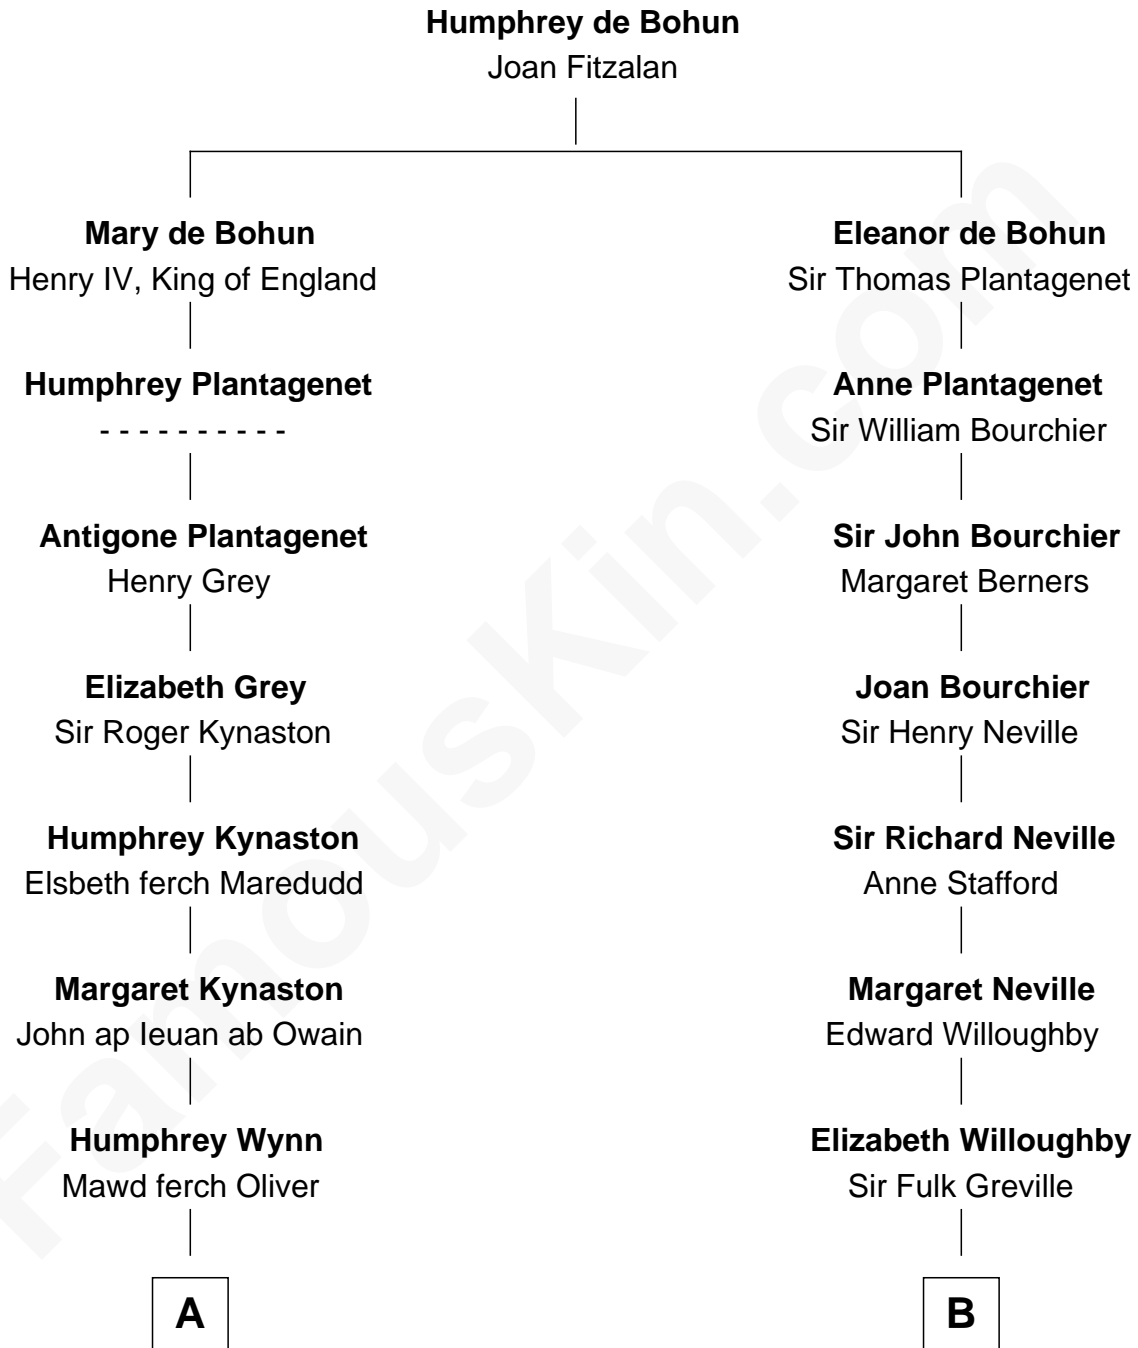 Humphrey de Bohun
Joan Fitzalan
Mary de Bohun
Henry IV, King of England
Eleanor de Bohun
Sir Thomas Plantagenet
Humphrey Plantagenet
- - - - - - - - - -
Anne Plantagenet
Sir William Bourchier
Antigone Plantagenet
Henry Grey
Sir John Bourchier
Margaret Berners
Elizabeth Grey
Sir Roger Kynaston
Joan Bourchier
Sir Henry Neville
Humphrey Kynaston
Elsbeth ferch Maredudd
Sir Richard Neville
Anne Stafford
Margaret Kynaston
John ap Ieuan ab Owain
Margaret Neville
Edward Willoughby
Humphrey Wynn
Mawd ferch Oliver
Elizabeth Willoughby
Sir Fulk Greville
A
B
FamousKin.com